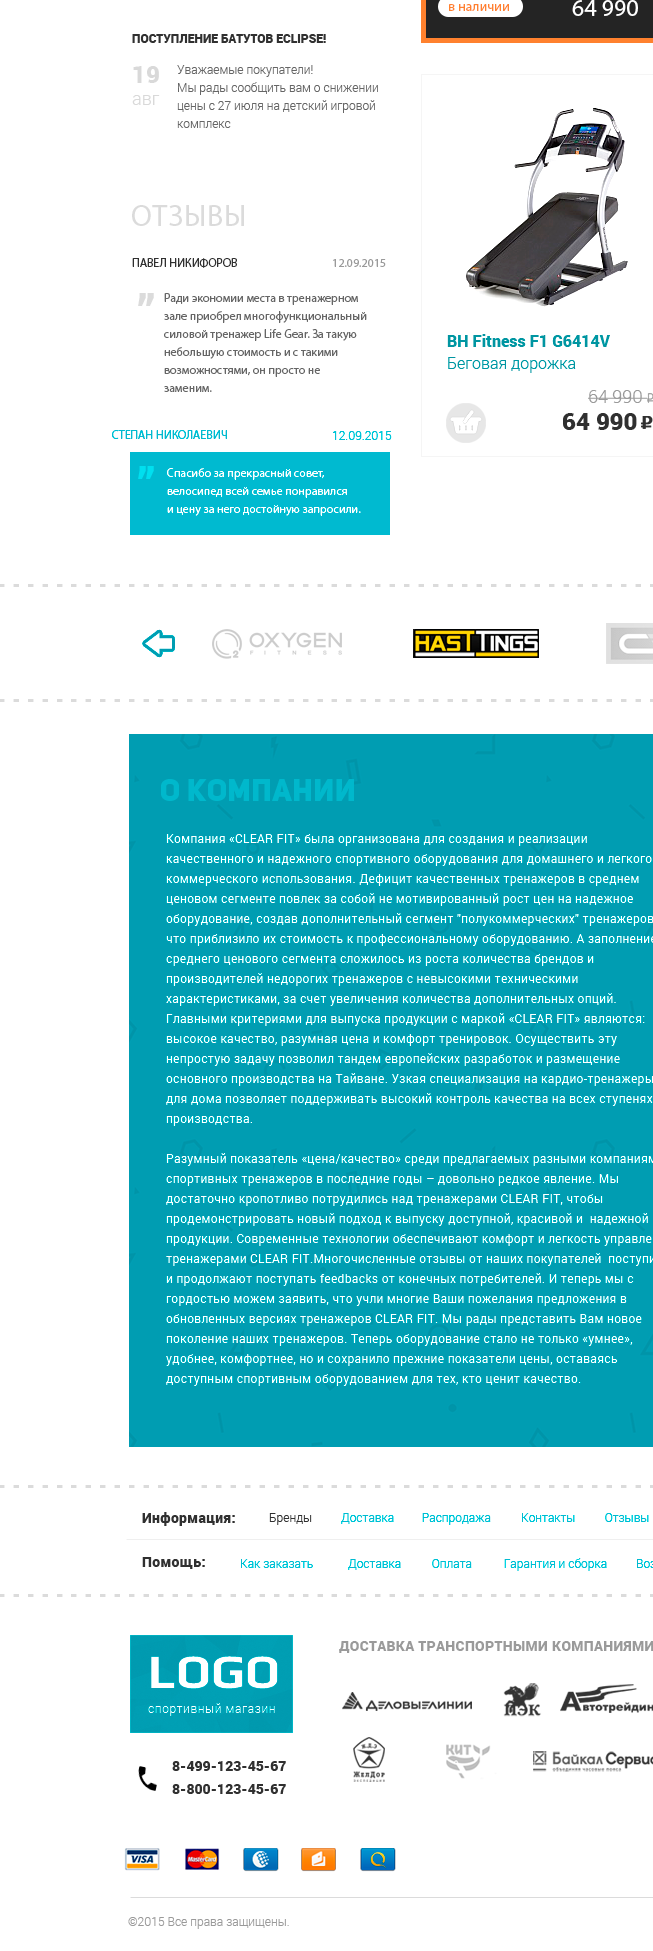 в наличии
64 990
ПОСТУПЛЕНИЕ БАТУТОВ ECLIPSE!
19
авг
Уважаемые покупатели!
Мы рады сообщить вам о снижении
цены с 27 июля на детский игровой
комплекс
ОТЗЫВЫ
ПАВЕЛ НИКИФОРОВ
12.09.2015
Ради экономии места в тренажерном
зале приобрел многофункциональный
силовой тренажер Life Gear. За такую
небольшую стоимость и с такими
возможностями, он просто не
заменим.
СТЕПАН НИКОЛАЕВИЧ
12.09.2015
Спасибо за прекрасный совет,
велосипед всей семье понравился
и цену за него достойную запросили.
BH Fitness F1 G6414V
Беговая дорожка
64 990 ₽
64 990 ₽
OXYGEN
FITNESS
HASTTINGS
О КОМПАНИИ
Компания «CLEAR FIT» была организована для создания и реализации
качественного и надежного спортивного оборудования для домашнего и легкого
коммерческого использования. Дефицит качественных тренажеров в среднем
ценовом сегменте повлек за собой не мотивированный рост цен на надежное
оборудование, создав дополнительный сегмент "полукоммерческих" тренажеров
что приблизило их стоимость к профессиональному оборудованию. А заполнение
среднего ценового сегмента сложилось из роста количества брендов и
производителей недорогих тренажеров с невысокими техническими
характеристиками, за счет увеличения количества дополнительных опций.
Главными критериями для выпуска продукции с маркой «CLEAR FIT» являются:
высокое качество, разумная цена и комфорт тренировок. Осуществить эту
непростую задачу позволил тандем европейских разработок и размещение
основного производства на Тайване. Узкая специализация на кардио-тренажеры
для дома позволяет поддерживать высокий контроль качества на всех ступенях
производства.
Разумный показатель «цена/качество» среди предлагаемых разными компаниям
спортивных тренажеров в последние годы – довольно редкое явление. Мы
достаточно кропотливо потрудились над тренажерами CLEAR FIT, чтобы
продемонстрировать новый подход к выпуску доступной, красивой и  надежной
продукции. Современные технологии обеспечивают комфорт и легкость управле
тренажерами CLEAR FIT.Многочисленные отзывы от наших покупателей  поступи
и продолжают поступать feedbacks от конечных потребителей. И теперь мы с
гордостью можем заявить, что учли многие Ваши пожелания предложения в
обновленных версиях тренажеров CLEAR FIT. Мы рады представить Вам новое
поколение наших тренажеров. Теперь оборудование стало не только «умнее»,
удобнее, комфортнее, но и сохранило прежние показатели цены, оставаясь
доступным спортивным оборудованием для тех, кто ценит качество.
Информация: Бренды Доставка Распродажа Контакты Отзывы
Помощь: Как заказать Доставка Оплата Гарантия и сборка Воз
LOGO
спортивный магазин
ДОСТАВКА ТРАНСПОРТНЫМИ КОМПАНИЯМИ
ДЕЛОВЫЕ ЛИНИИ
ПЭК
Автотрейдин
ЖелДор
экспедиция
КИТ
Байкал Сервис
объединяя часовые пояса
8-499-123-45-67
8-800-123-45-67
VISA
MasterCard
©2015 Все права защищены.